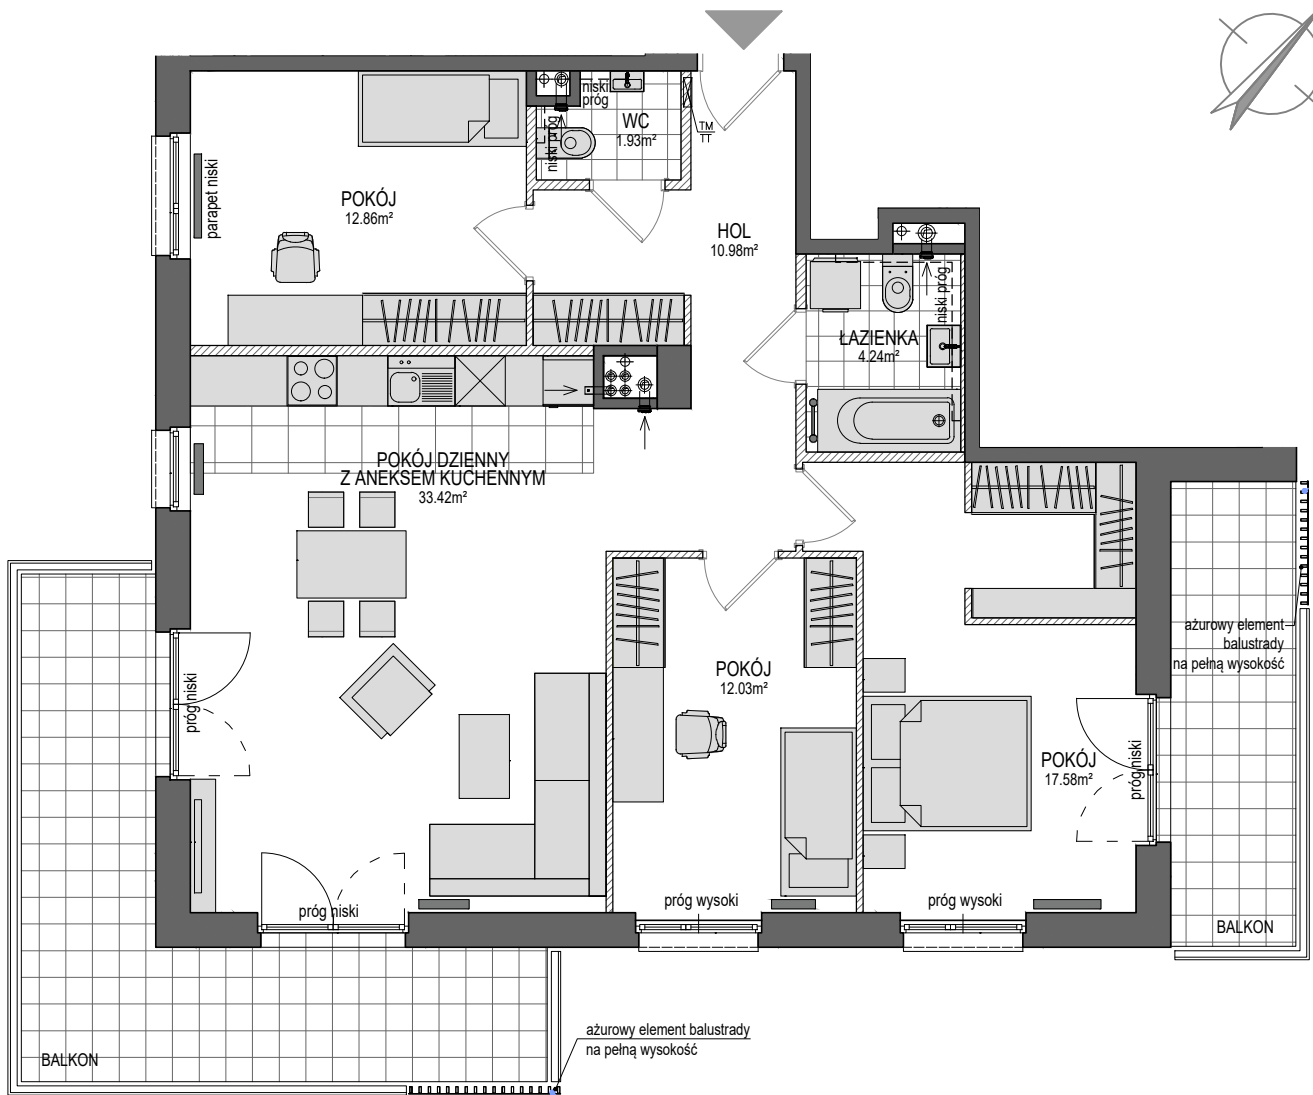 niski
próg
WC
1.93m²
TM
TT
niski próg
parapet niski
POKÓJ
12.86m²
HOL
10.98m²
niski próg
ŁAZIENKA
4.24m²
POKÓJ DZIENNY
Z ANEKSEM KUCHENNYM
33.42m²
ażurowy element
balustrady
na pełną wysokość
próg niski
POKÓJ
12.03m²
POKÓJ
17.58m²
próg niski
próg niski
próg wysoki
próg wysoki
BALKON
ażurowy element balustrady
na pełną wysokość
BALKON